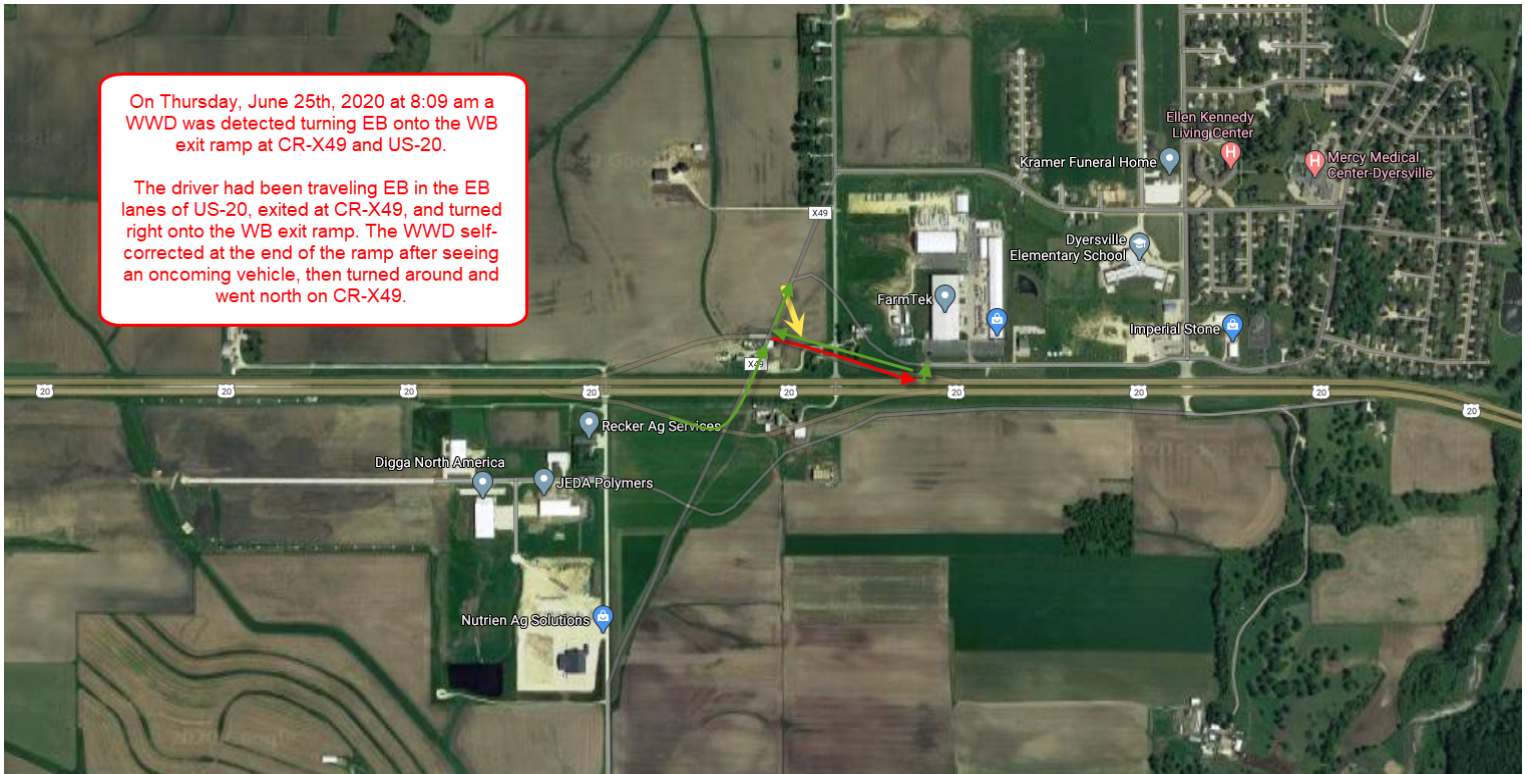 On Thursday, June 25th, 2020 at 8:09 am a
WWD was detected turning EB onto the WB
exit ramp at CR-X49 and US-20.
The driver had been traveling EB in the EB
lanes of US-20, exited at CR-X49, and turned
right onto the WB exit ramp. The WWD self-
corrected at the end of the ramp after seeing
an oncoming vehicle, then turned around and
went north on CR-X49.
Ellen Kennedy
Living Center
H
Kramer Funeral Home
H
Mercy Medical
Center-Dyersville
X49
Dyersville
Elementary School
FarmTek
Imperial Stone
X49
20
20
20
20
20
20
20
20
20
Recker Ag Services
Digga North America
JEDA Polymers
Nutrien Ag Solutions